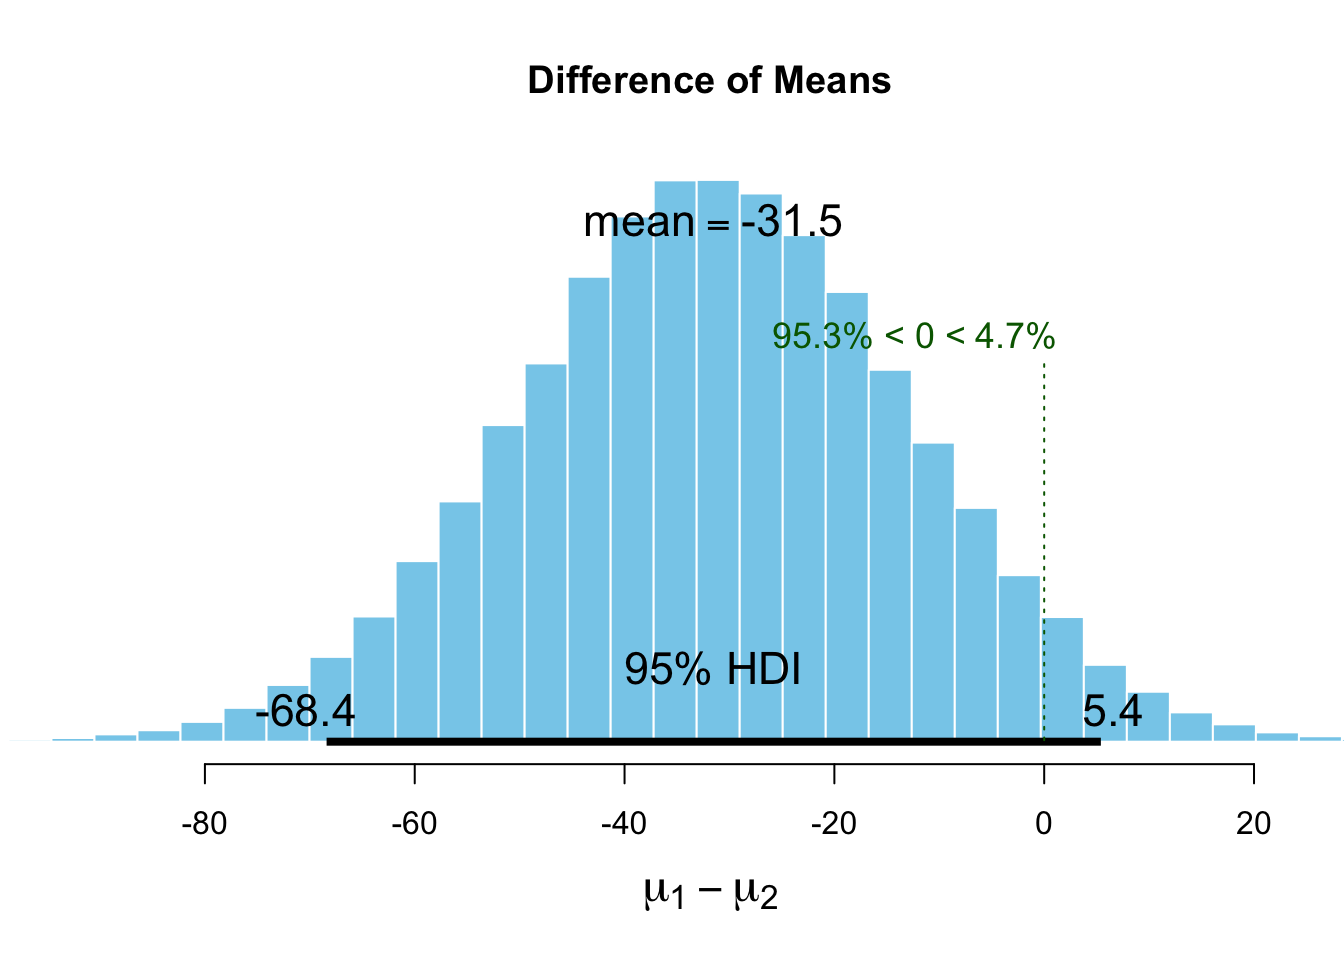 Difference of Means
mean = -31.5
95.3% < 0 < 4.7%
95% HDI
-68.4 5.4
-80 -60 -40 -20 0 20
μ₁ − μ₂